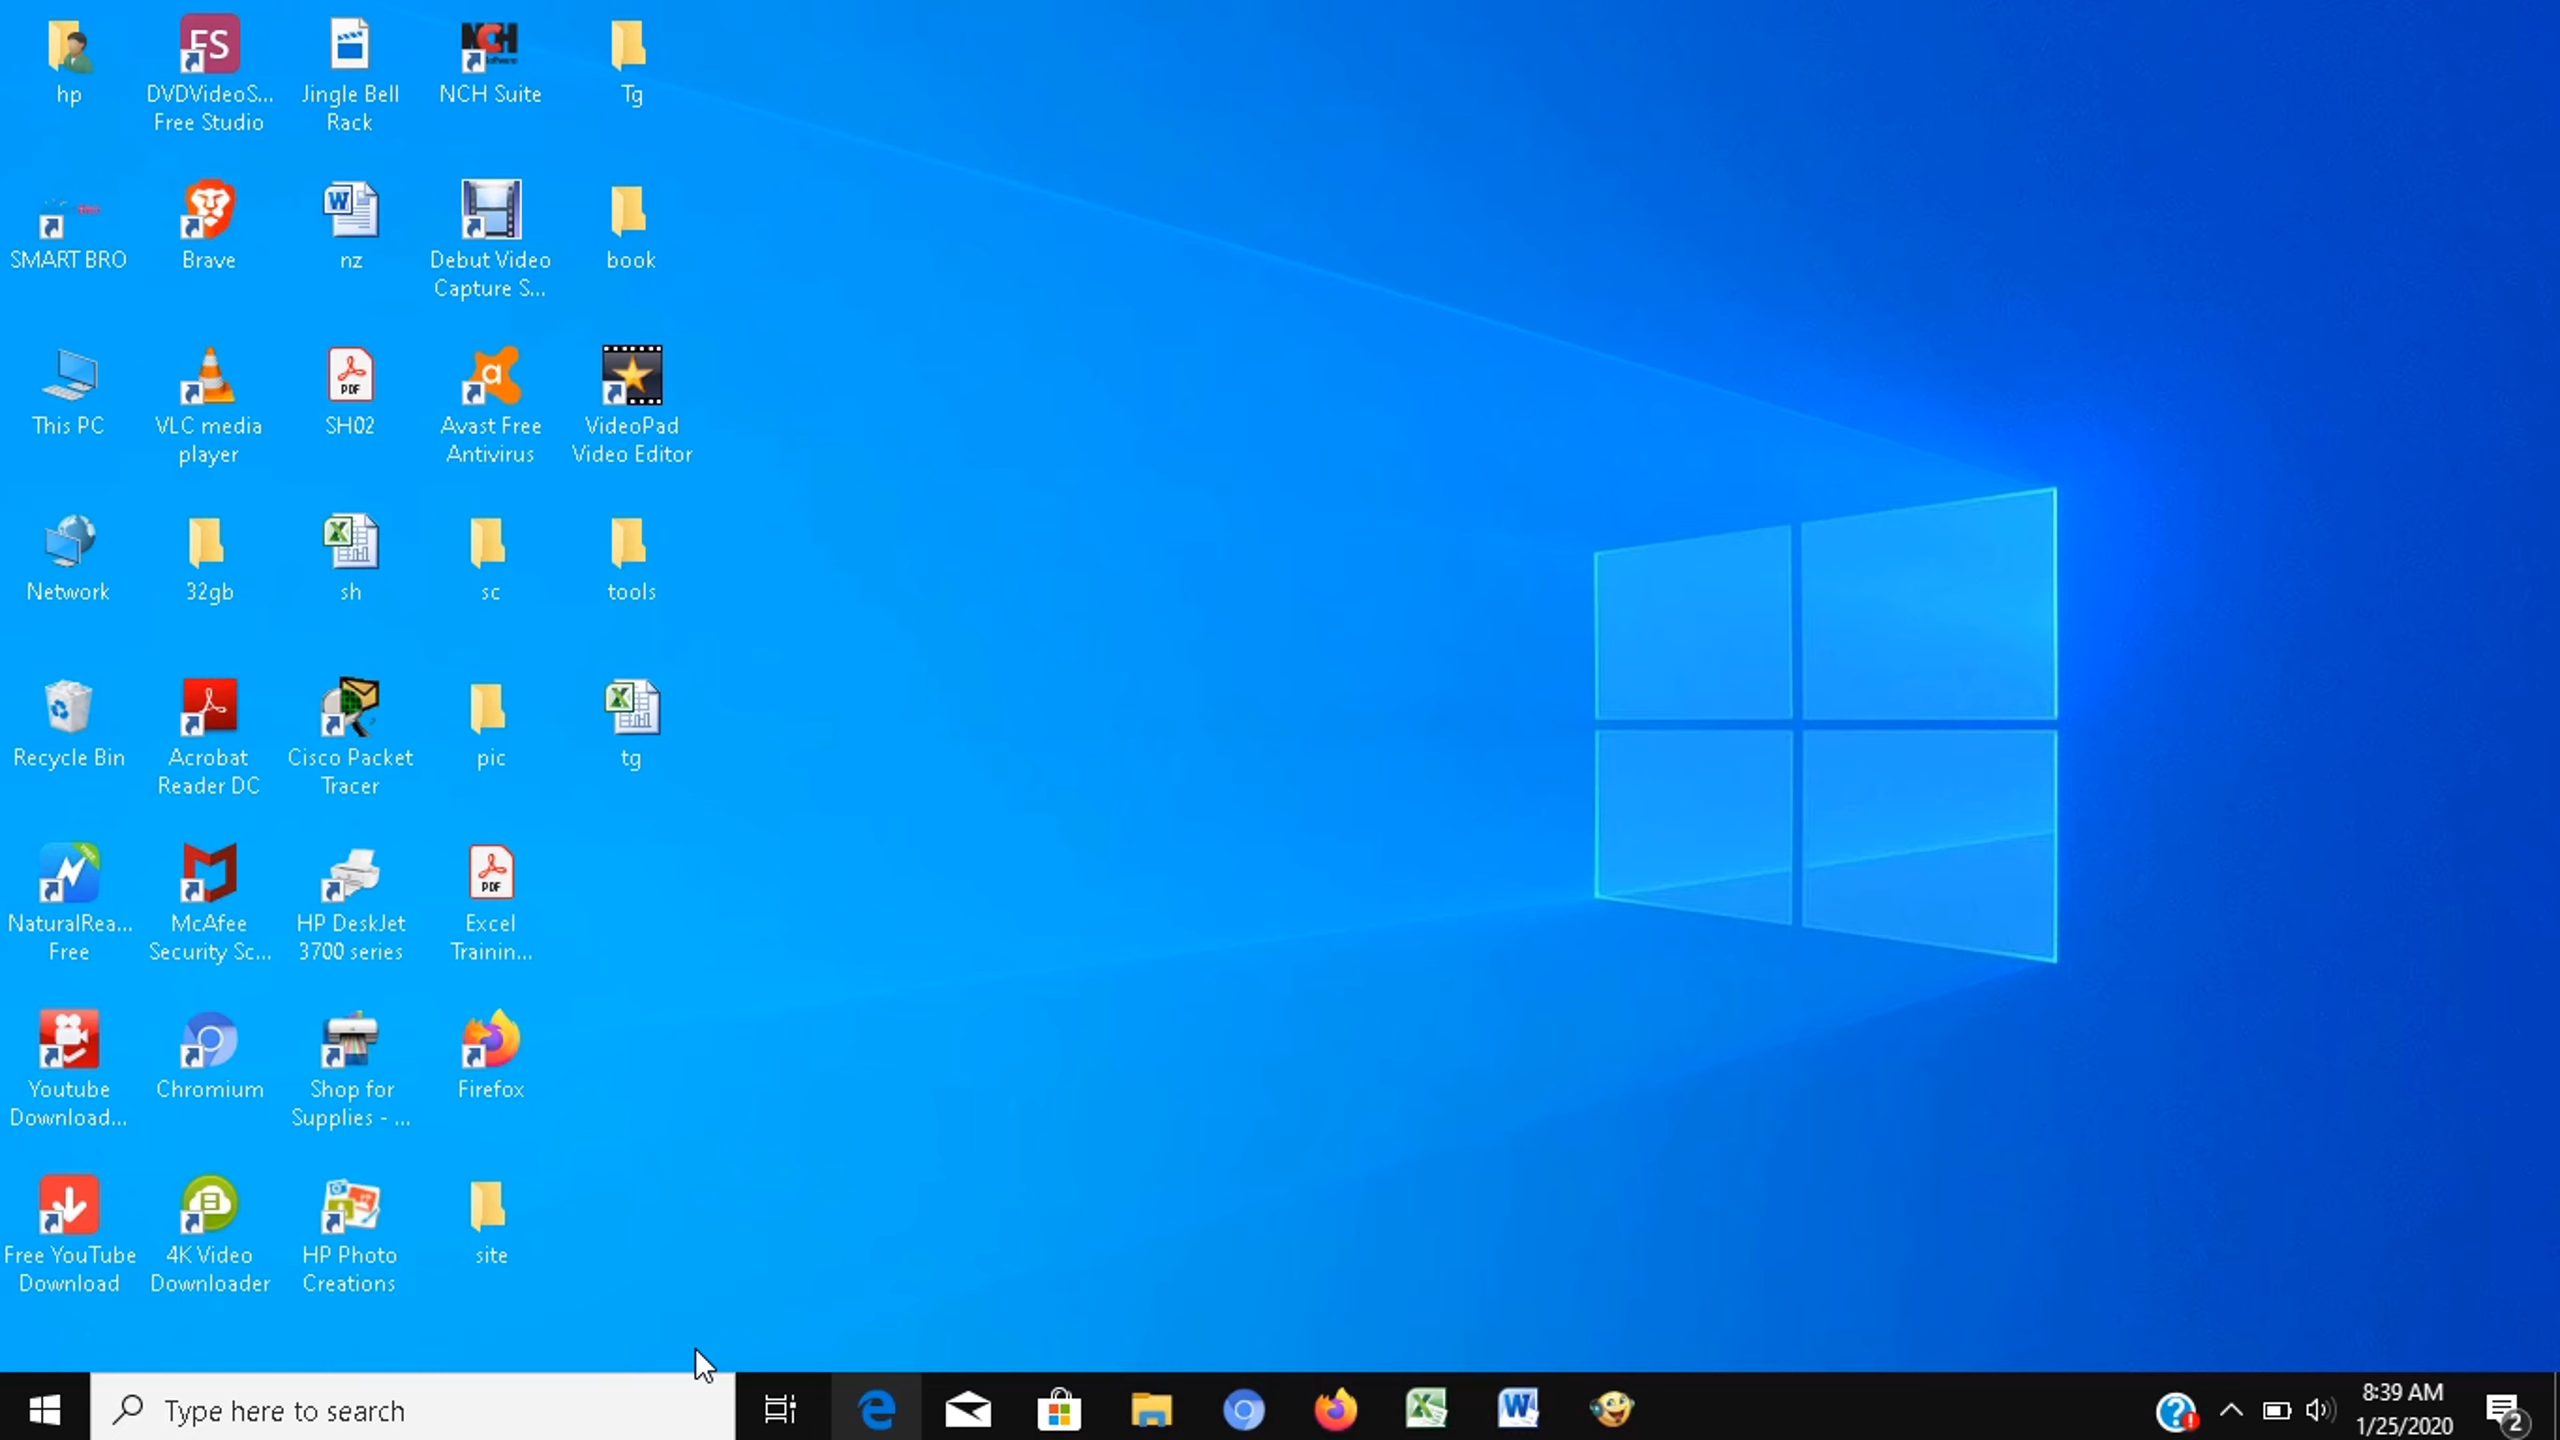 hp
DVDVideoS...
Free Studio
Jingle Bell
Rack
NCH Suite
Tg
SMART BRO
Brave
nz
Debut Video
Capture S...
book
This PC
VLC media
player
SH02
Avast Free
Antivirus
VideoPad
Video Editor
Network
32gb
sh
sc
tools
Recycle Bin
Acrobat
Reader DC
Cisco Packet
Tracer
pic
tg
NaturalRea...
Free
McAfee
Security Sc...
HP DeskJet
3700 series
Excel
Trainin...
Youtube
Download...
Chromium
Shop for
Supplies - ...
Firefox
Free YouTube
Download
4K Video
Downloader
HP Photo
Creations
site
Type here to search
8:39 AM
1/25/2020
2